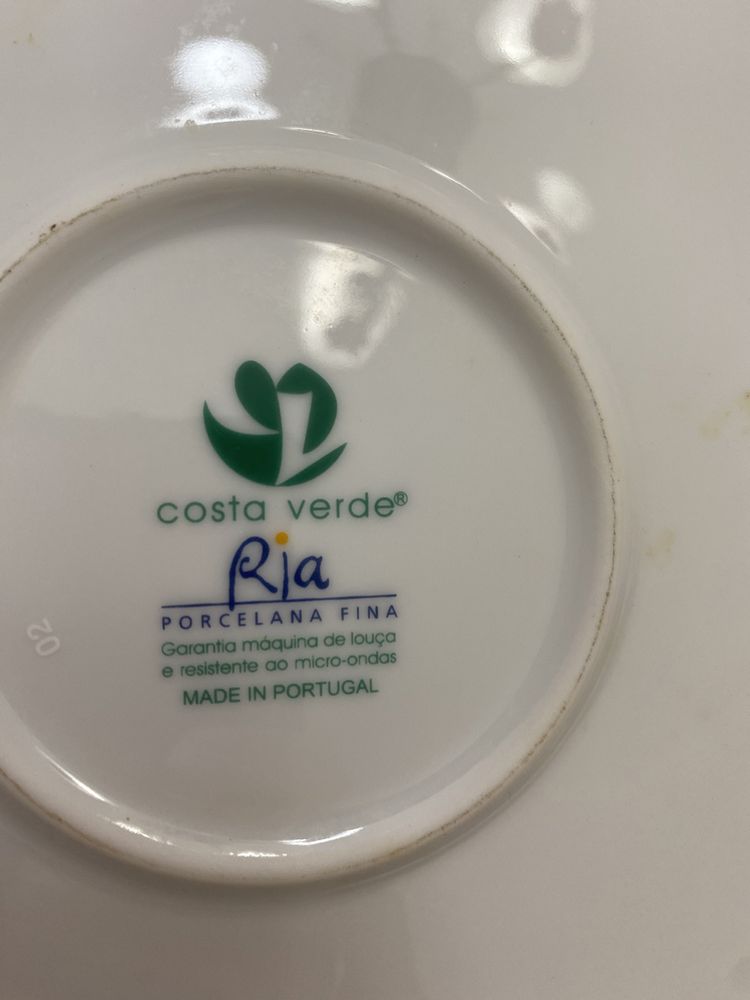 costa verde®
Ria
PORCELANA FINA
Garantia máquina de louça
e resistente ao micro-ondas
MADE IN PORTUGAL
02